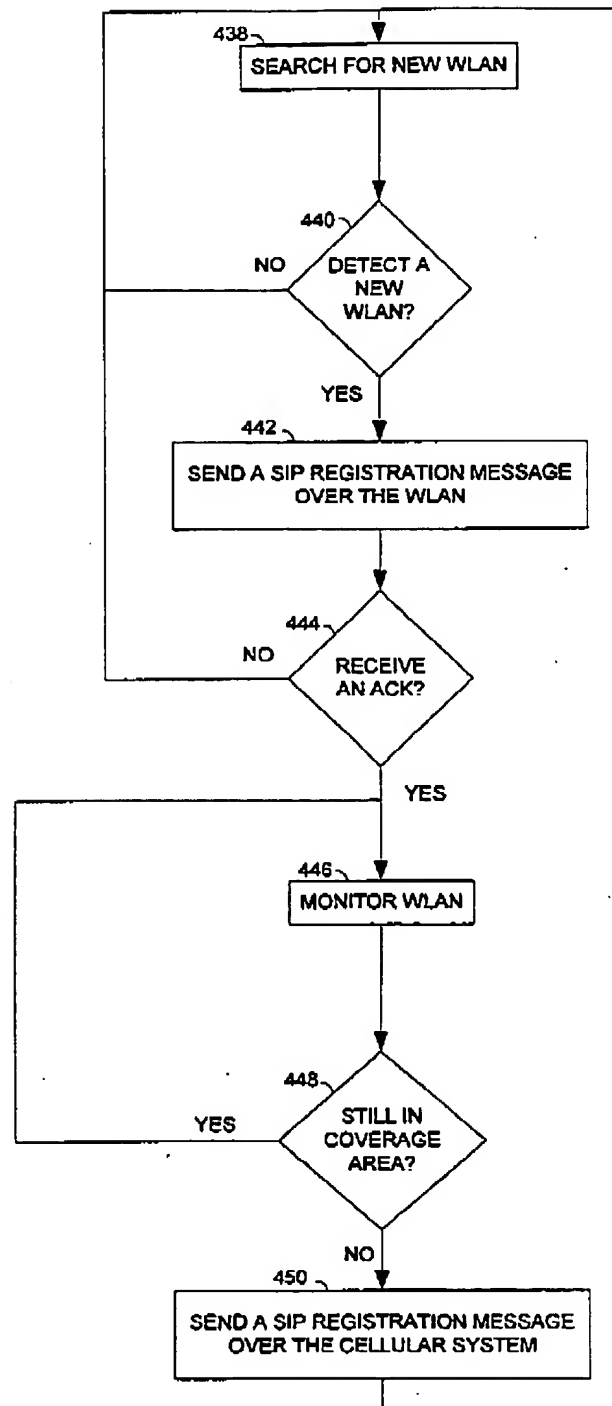 438
SEARCH FOR NEW WLAN
440
NO
DETECT A
NEW
WLAN?
YES
442
SEND A SIP REGISTRATION MESSAGE
OVER THE WLAN
444
NO
RECEIVE
AN ACK?
YES
446
MONITOR WLAN
448
YES
STILL IN
COVERAGE
AREA?
NO
450
SEND A SIP REGISTRATION MESSAGE
OVER THE CELLULAR SYSTEM